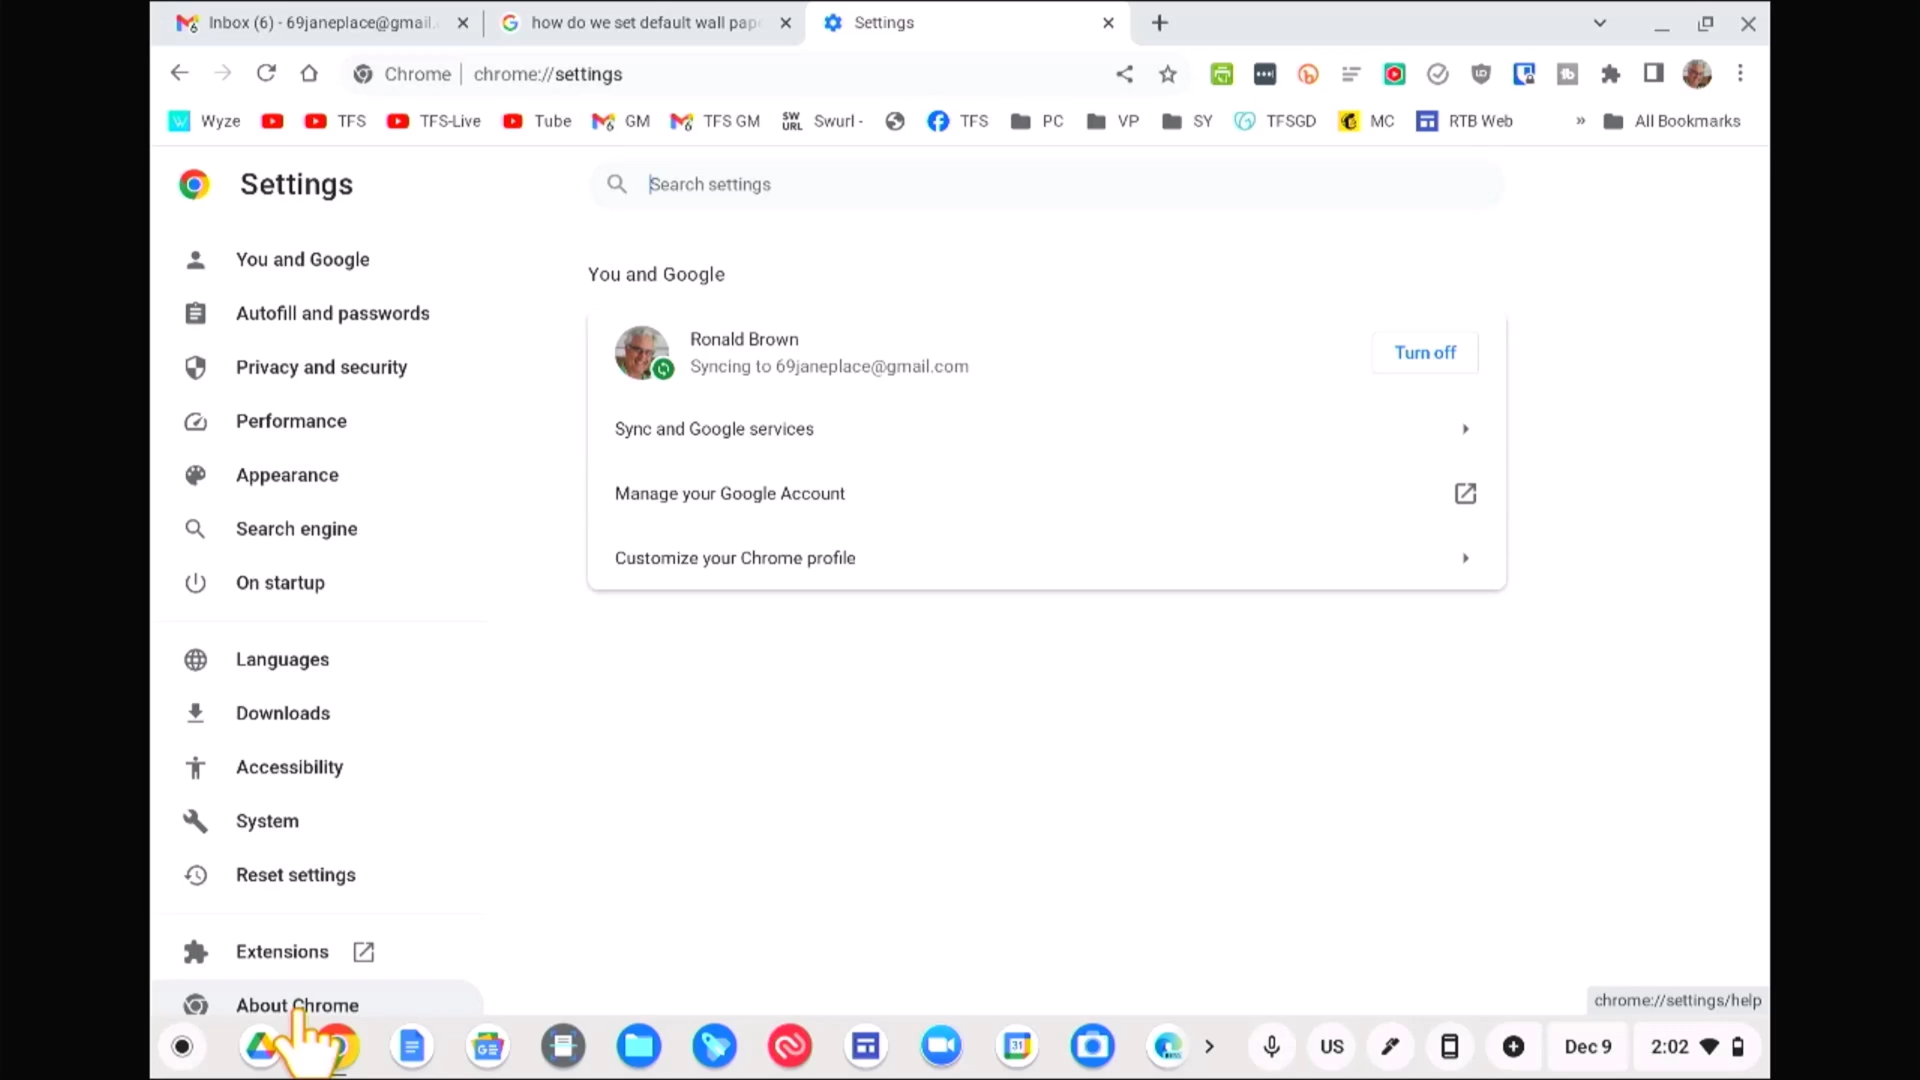 Inbox (6) - 69janeplace@gmail.
how do we set default wall pap
Settings
Chrome
chrome://settings
Wyze
TFS
TFS-Live
Tube
GM
TFS GM
SW
URL
Swurl -
TFS
PC
VP
SY
TFSGD
MC
RTB Web
»
All Bookmarks
Settings
Search settings
You and Google
Autofill and passwords
Privacy and security
Performance
Appearance
Search engine
On startup
Languages
Downloads
Accessibility
System
Reset settings
Extensions
About Chrome
You and Google
Ronald Brown
Syncing to 69janeplace@gmail.com
Turn off
Sync and Google services
Manage your Google Account
Customize your Chrome profile
chrome://settings/help
GE
31
US
Dec 9
2:02